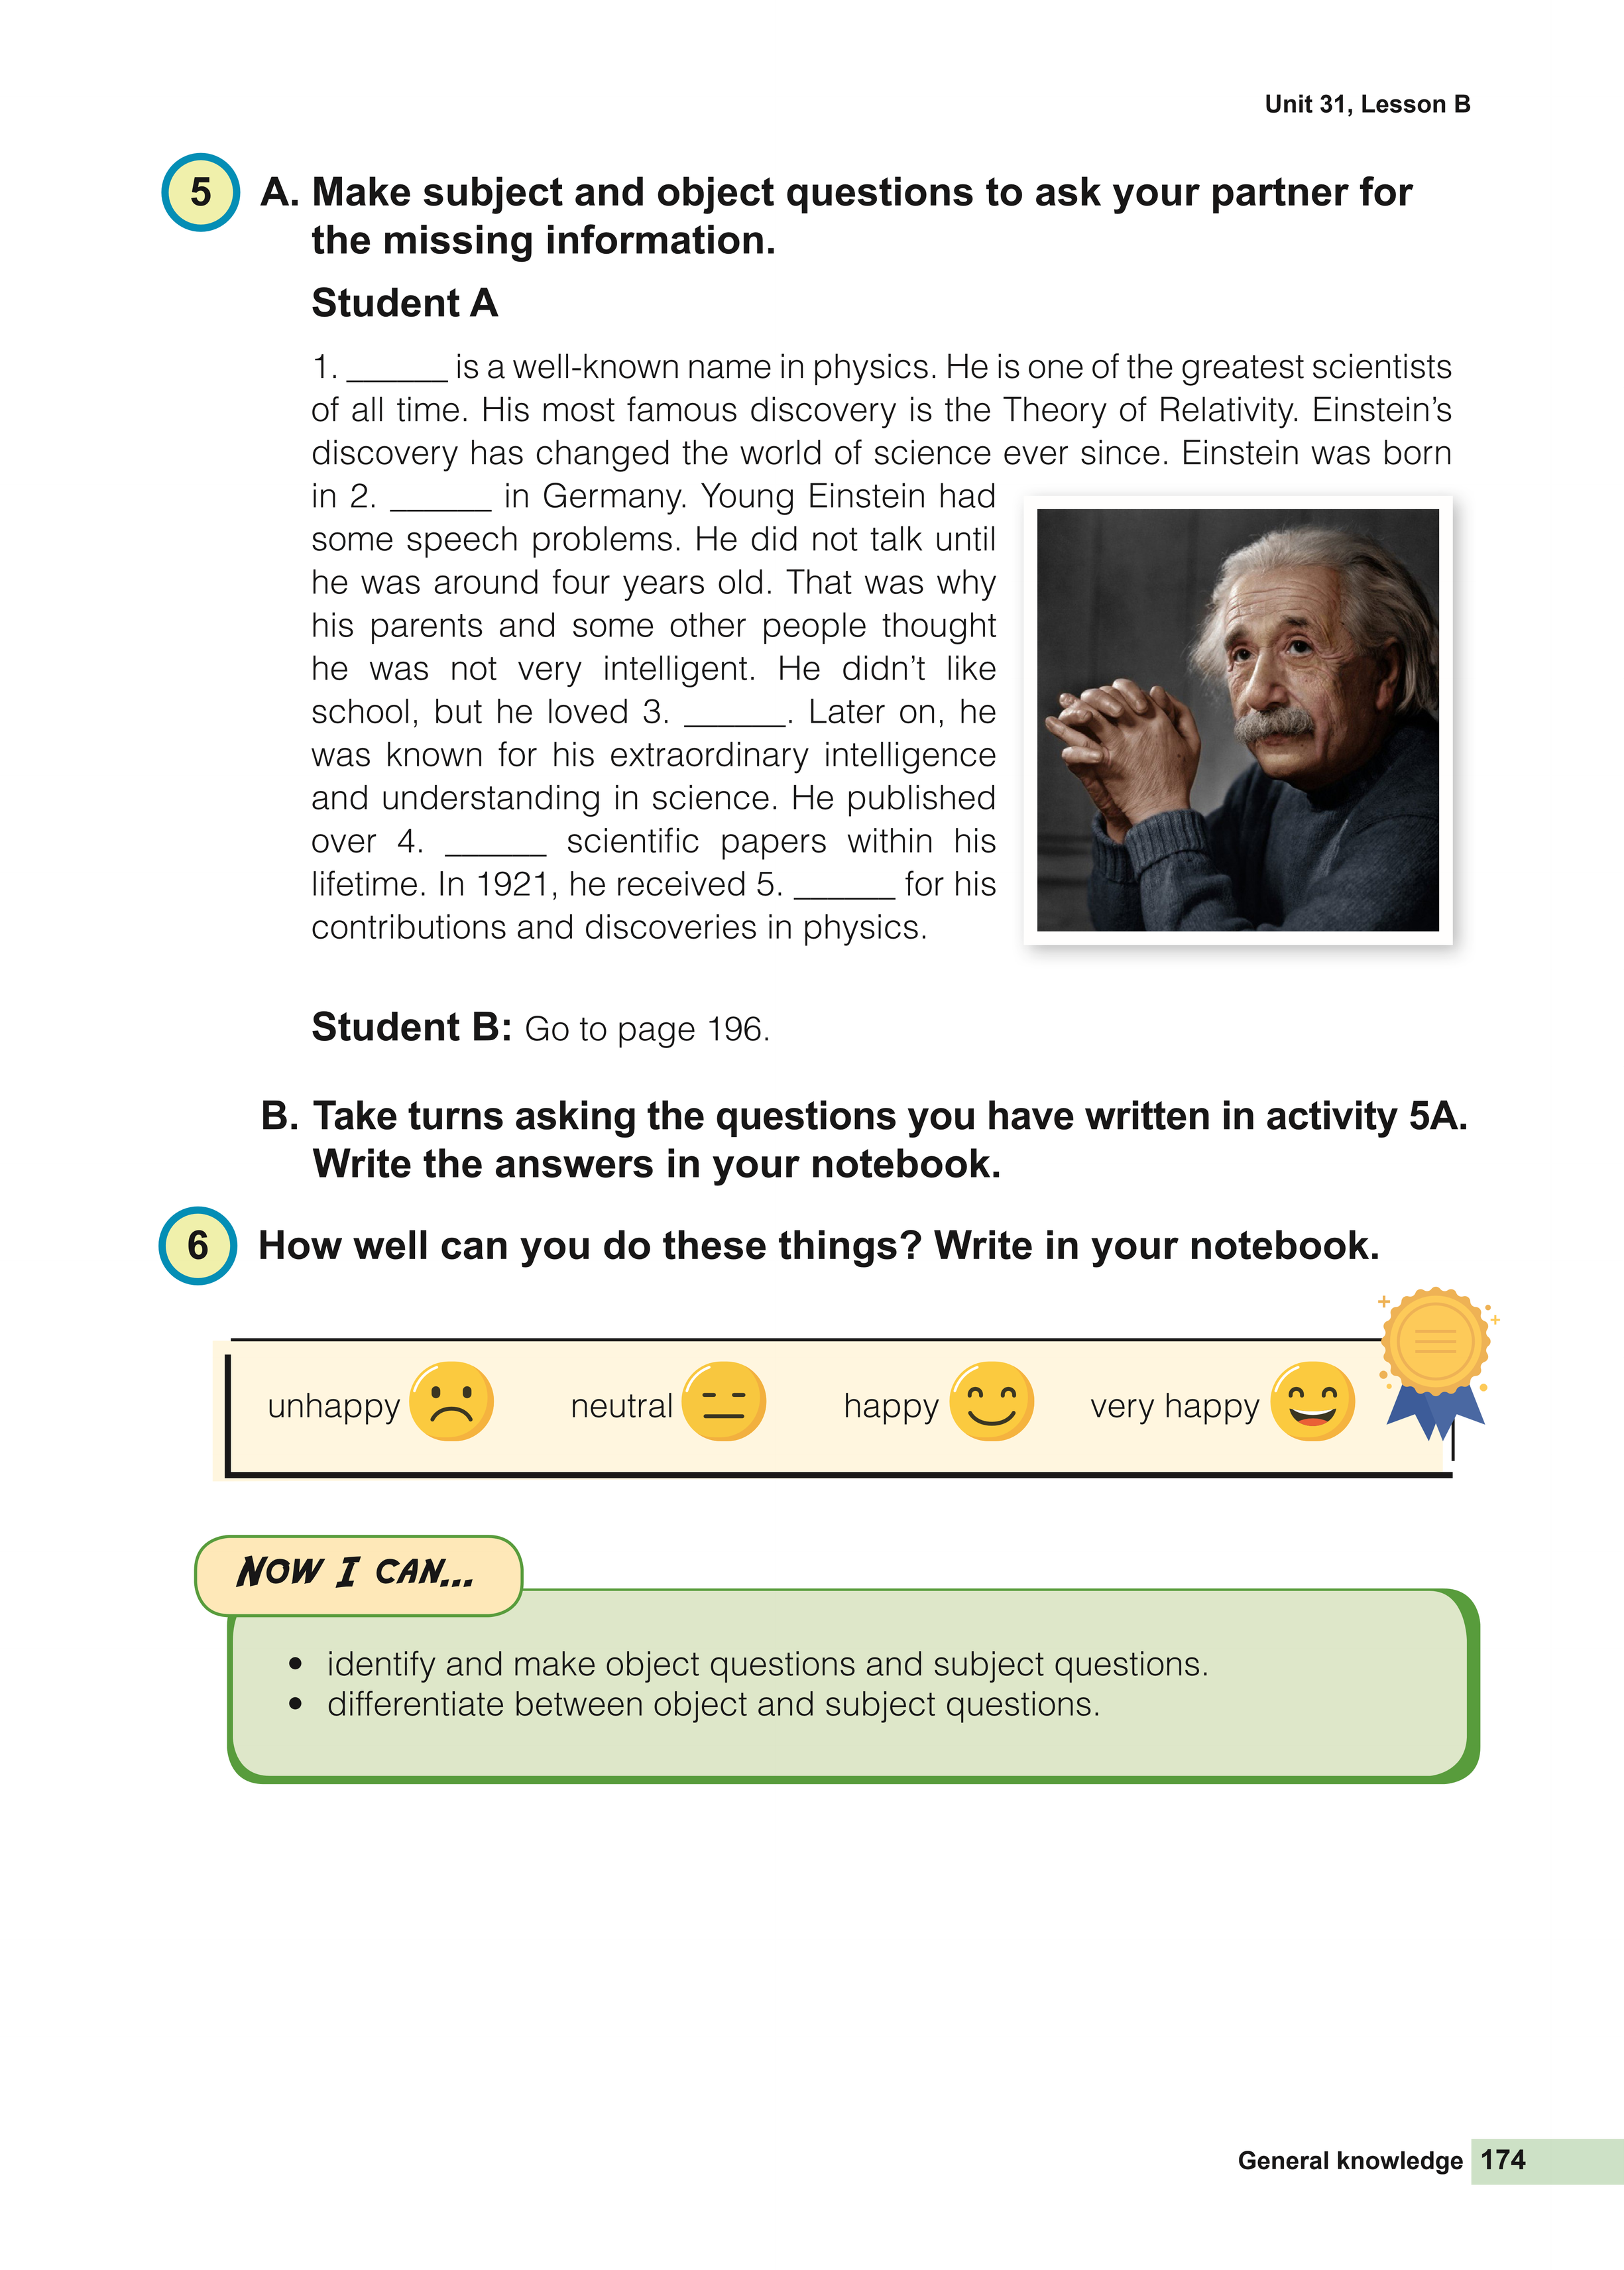 Unit 31, Lesson B
5 A. Make subject and object questions to ask your partner for
the missing information.
Student A
1. ______ is a well-known name in physics. He is one of the greatest scientists
of all time. His most famous discovery is the Theory of Relativity. Einstein’s
discovery has changed the world of science ever since. Einstein was born
in 2. ______ in Germany. Young Einstein had
some speech problems. He did not talk until
he was around four years old. That was why
his parents and some other people thought
he was not very intelligent. He didn’t like
school, but he loved 3. ______. Later on, he
was known for his extraordinary intelligence
and understanding in science. He published
over 4. ______ scientific papers within his
lifetime. In 1921, he received 5. ______ for his
contributions and discoveries in physics.
Student B: Go to page 196.
B. Take turns asking the questions you have written in activity 5A.
Write the answers in your notebook.
6 How well can you do these things? Write in your notebook.
unhappy neutral happy very happy
NOW I CAN...
• identify and make object questions and subject questions.
• differentiate between object and subject questions.
General knowledge 174